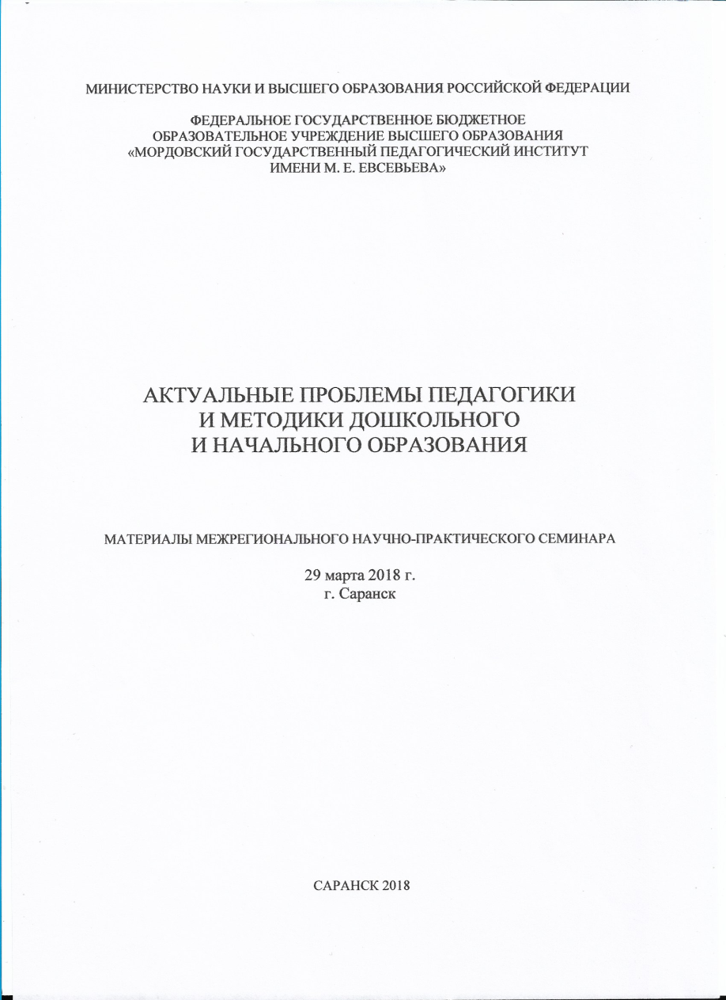 МИНИСТЕРСТВО НАУКИ И ВЫСШЕГО ОБРАЗОВАНИЯ РОССИЙСКОЙ ФЕДЕРАЦИИ
ФЕДЕРАЛЬНОЕ ГОСУДАРСТВЕННОЕ БЮДЖЕТНОЕ
ОБРАЗОВАТЕЛЬНОЕ УЧРЕЖДЕНИЕ ВЫСШЕГО ОБРАЗОВАНИЯ
«МОРДОВСКИЙ ГОСУДАРСТВЕННЫЙ ПЕДАГОГИЧЕСКИЙ ИНСТИТУТ
ИМЕНИ М. Е. ЕВСЕВЬЕВА»
АКТУАЛЬНЫЕ ПРОБЛЕМЫ ПЕДАГОГИКИ
И МЕТОДИКИ ДОШКОЛЬНОГО
И НАЧАЛЬНОГО ОБРАЗОВАНИЯ
МАТЕРИАЛЫ МЕЖРЕГИОНАЛЬНОГО НАУЧНО-ПРАКТИЧЕСКОГО СЕМИНАРА
29 марта 2018 г.
г. Саранск
САРАНСК 2018